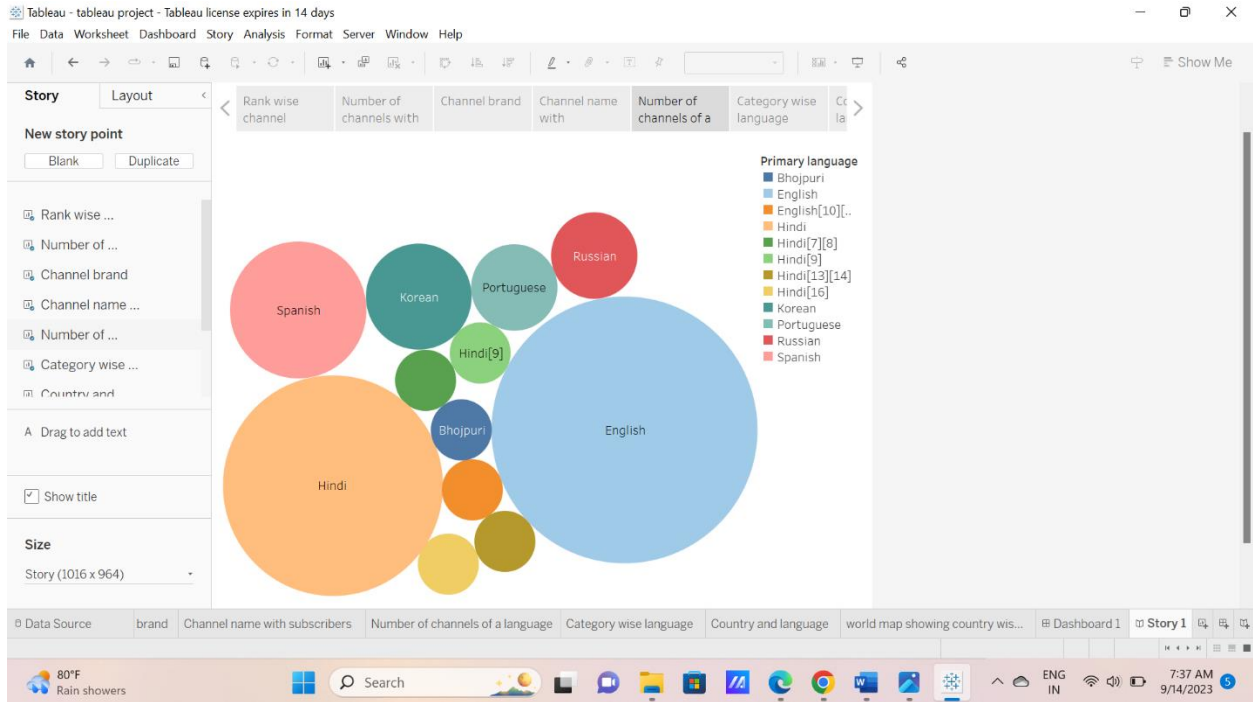 Tableau - tableau project - Tableau license expires in 14 days
File Data Worksheet Dashboard Story Analysis Format Server Window Help
Show Me
Story Layout
New story point
Blank Duplicate
Rank wise ...
Number of ...
Channel brand
Channel name ...
Number of ...
Category wise ...
Country and
A Drag to add text
Show title
Size
Story (1016 x 964)
Rank wise channel
Number of channels with
Channel brand
Channel name with
Number of channels of a
Category wise language
Primary language
Bhojpuri
English
English[10][..
Hindi
Hindi[7][8]
Hindi[9]
Hindi[13][14]
Hindi[16]
Korean
Portuguese
Russian
Spanish
Russian
Portuguese
Korean
Spanish
Hindi[9]
Bhojpuri
English
Hindi
Data Source brand Channel name with subscribers Number of channels of a language Category wise language Country and language world map showing country wis... Dashboard 1 Story 1
80°F
Rain showers
Search
ENG
IN
7:37 AM
9/14/2023
5